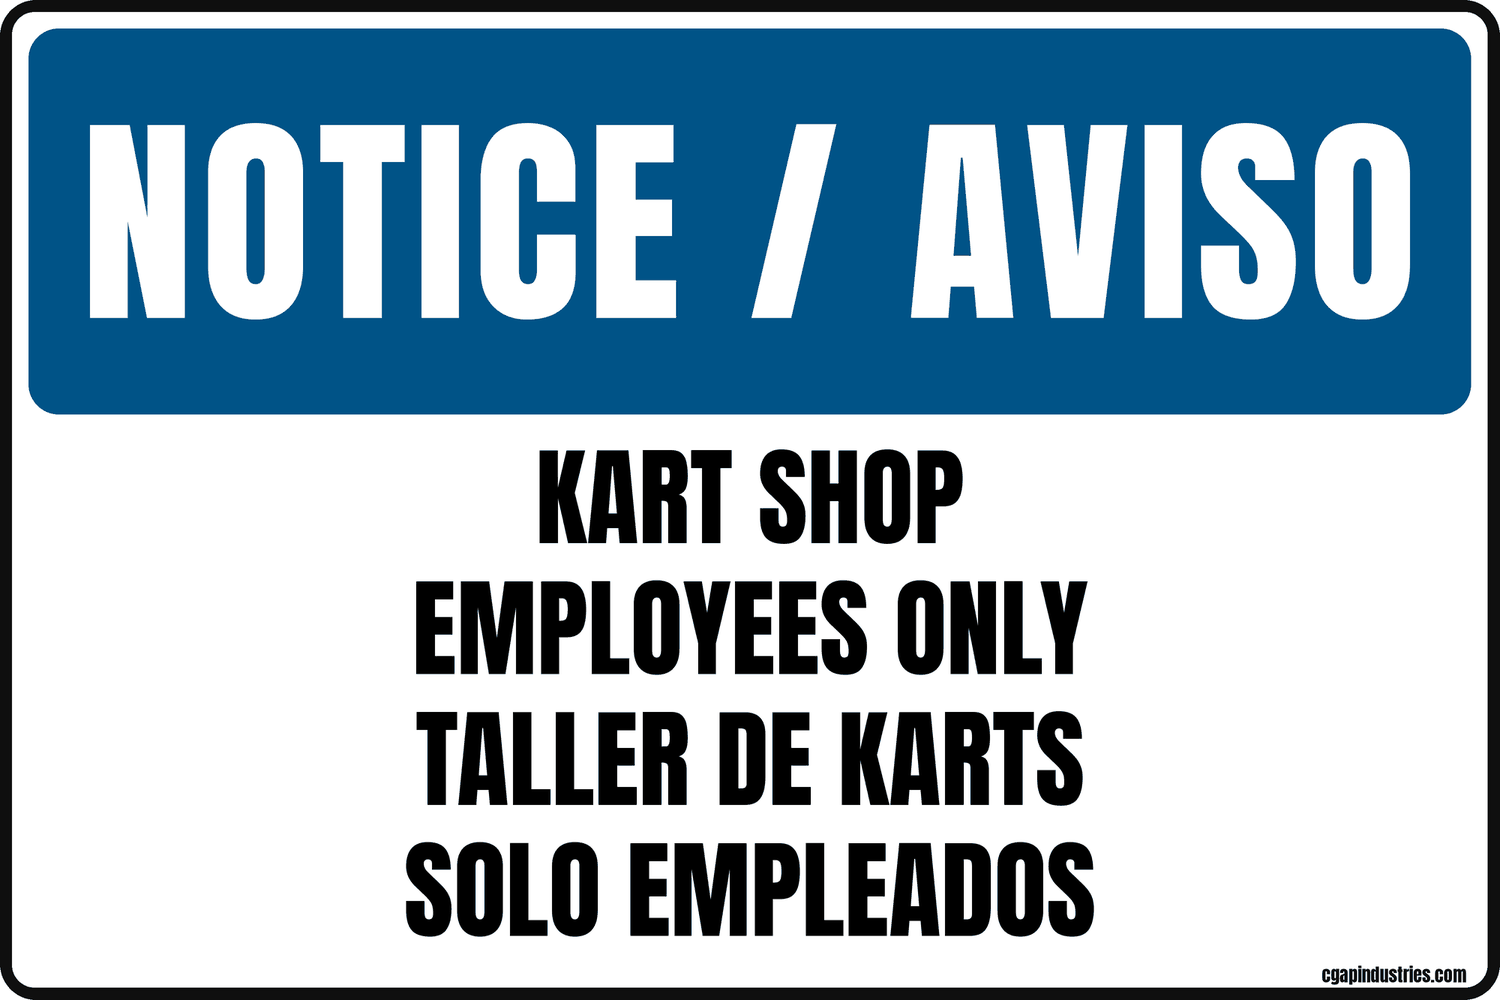 NOTICE / AVISO
KART SHOP
EMPLOYEES ONLY
TALLER DE KARTS
SOLO EMPLEADOS
cgapindustries.com